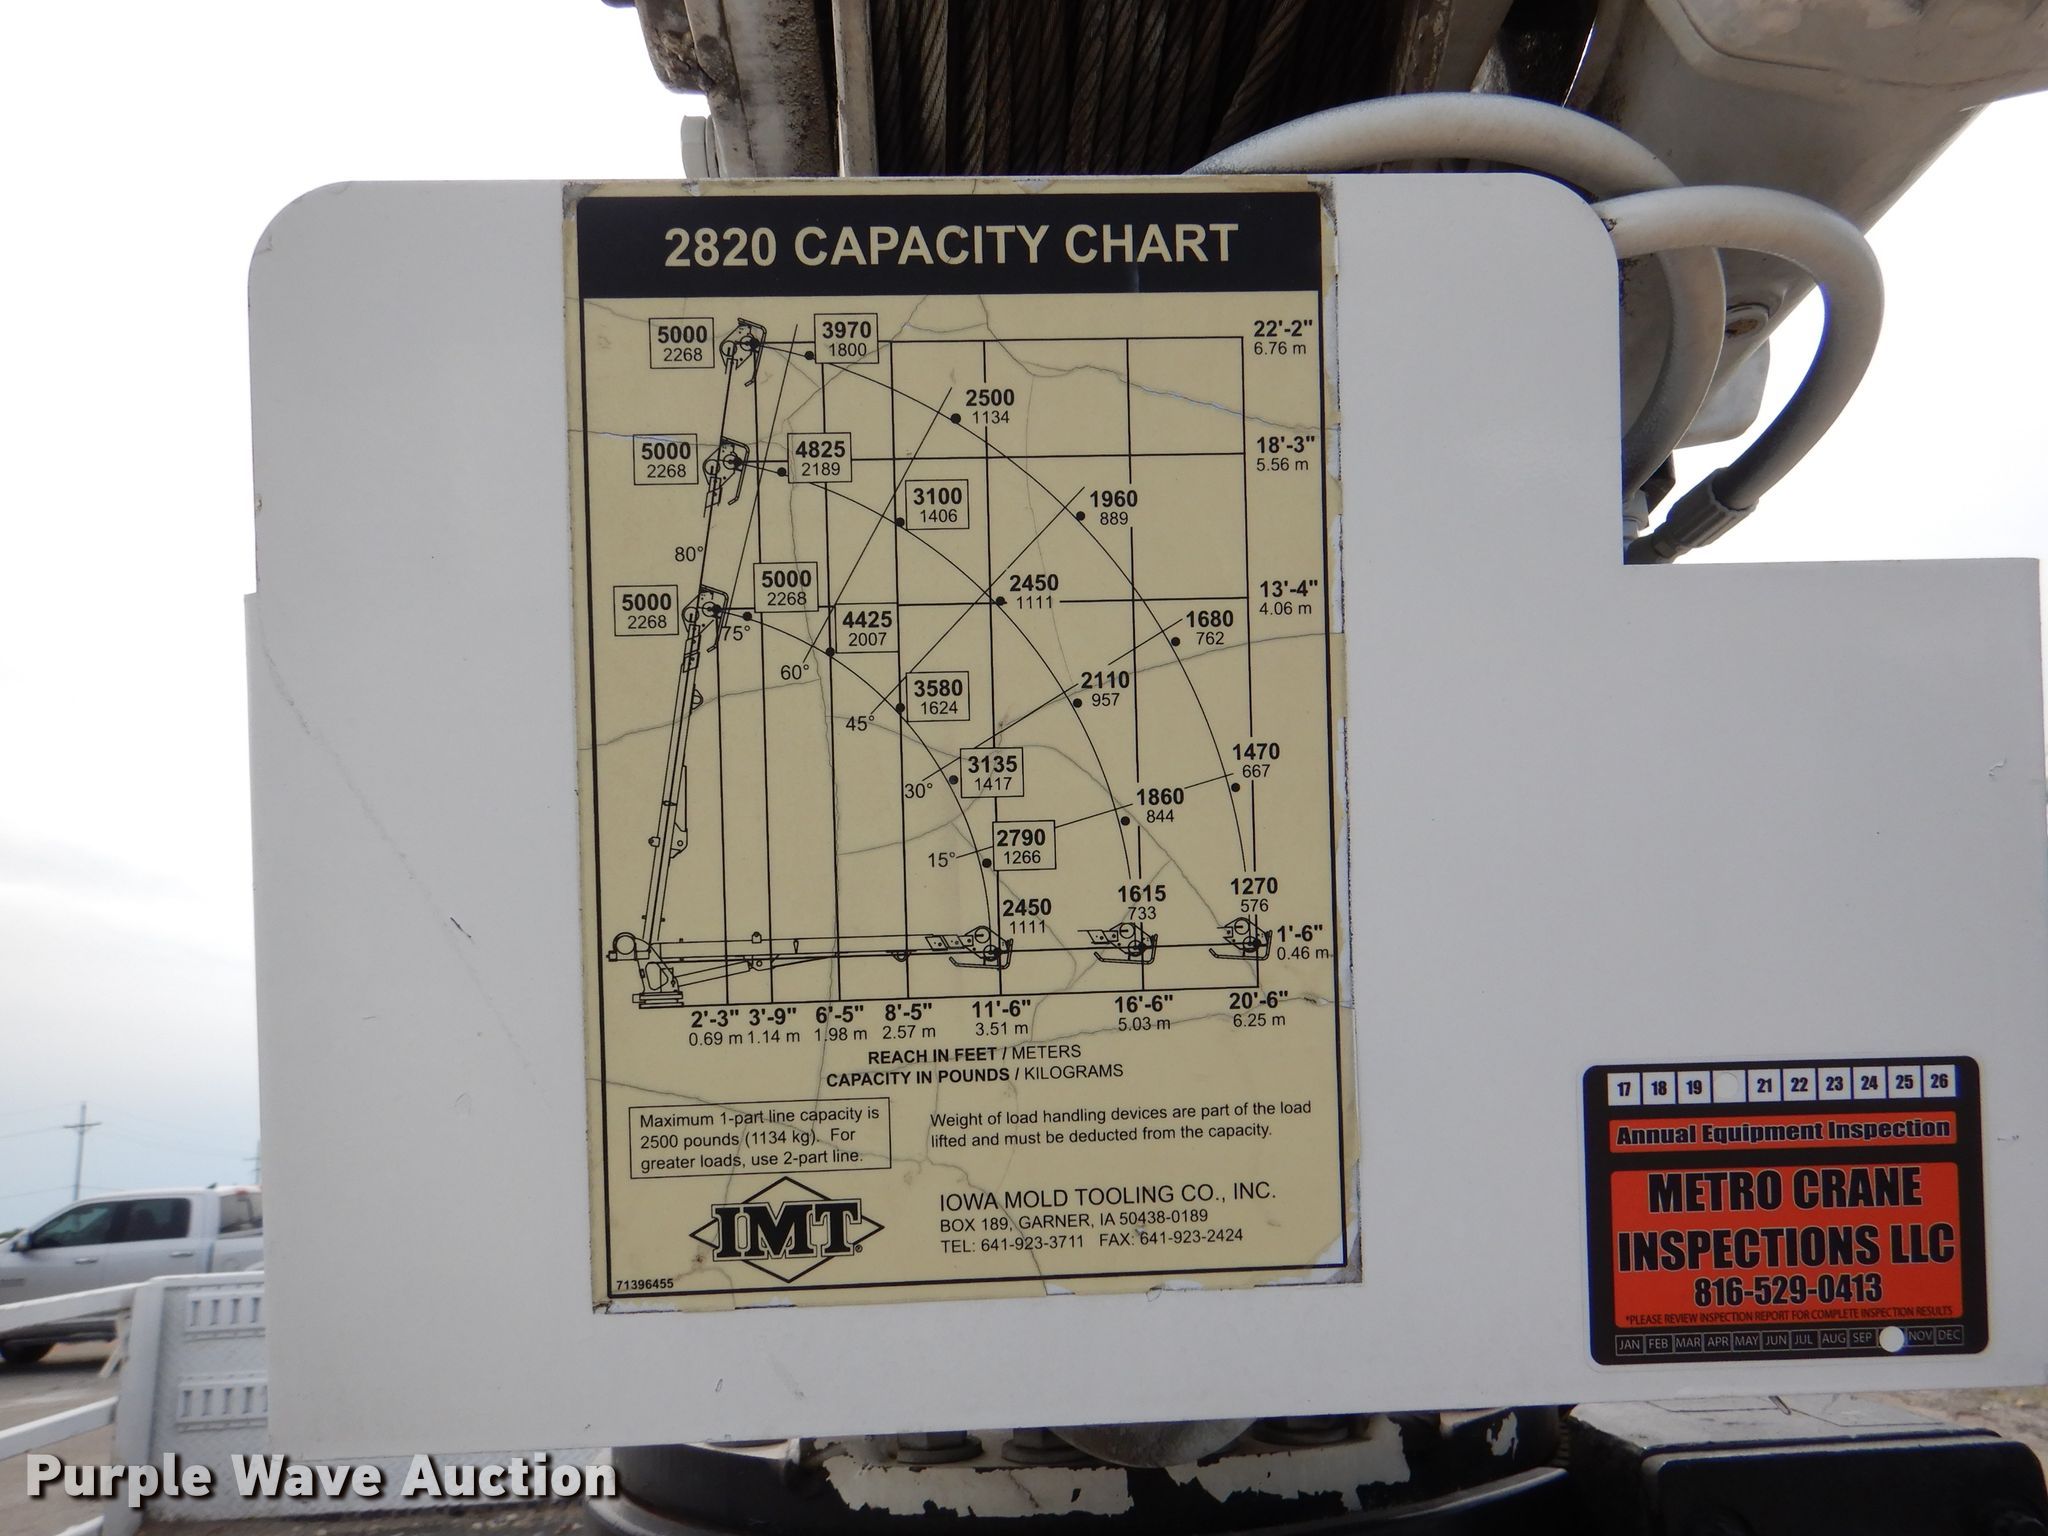 2820 CAPACITY CHART
5000
2268
3970
1800
22'-2"
6.76 m
2500
1134
5000
2268
4825
2189
18'-3"
5.56 m
3100
1406
1960
889
80°
5000
2268
5000
2268
2450
1111
13'-4"
4.06 m
75°
4425
2007
1680
762
60°
3580
1624
2110
957
45°
3135
1417
1470
667
30°
1860
844
2790
1266
15°
2450
1111
1615
733
1270
576
1'-6"
0.46 m
2'-3" 3'-9" 6'-5" 8'-5" 11'-6" 16'-6" 20'-6"
0.69 m 1.14 m 1.98 m 2.57 m 3.51 m 5.03 m 6.25 m
REACH IN FEET / METERS
CAPACITY IN POUNDS / KILOGRAMS
Maximum 1-part line capacity is
2500 pounds (1134 kg). For
greater loads, use 2-part line.
Weight of load handling devices are part of the load
lifted and must be deducted from the capacity.
IMT®
IOWA MOLD TOOLING CO., INC.
BOX 189, GARNER, IA 50438-0189
TEL: 641-923-3711 FAX: 641-923-2424
71396455
17 18 19 21 22 23 24 25 26
Annual Equipment Inspection
METRO CRANE
INSPECTIONS LLC
816-529-0413
*PLEASE REVIEW INSPECTION REPORT FOR COMPLETE INSPECTION RESULTS
JAN FEB MAR APR MAY JUN JUL AUG SEP NOV DEC
Purple Wave Auction